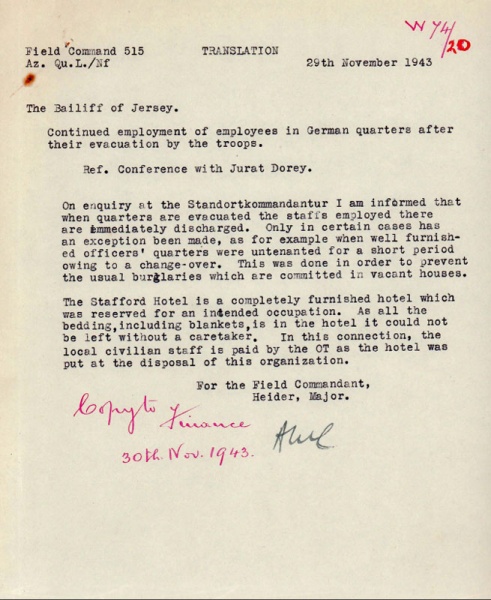 W 74/20
Field Command 515 TRANSLATION
Az. Qu.L./Nf 29th November 1943
The Bailiff of Jersey.
Continued employment of employees in German quarters after
their evacuation by the troops.
Ref. Conference with Jurat Dorey.
On enquiry at the Standortkommandantur I am informed that
when quarters are evacuated the staffs employed there
are immediately discharged. Only in certain cases has
an exception been made, as for example when well furnish-
ed officers' quarters were untenanted for a short period
owing to a change-over. This was done in order to prevent
the usual burglaries which are committed in vacant houses.
The Stafford Hotel is a completely furnished hotel which
was reserved for an intended occupation. As all the
bedding,including blankets,is in the hotel it could not
be left without a caretaker. In this connection, the
local civilian staff is paid by the OT as the hotel was
put at the disposal of this organization.
For the Field Commandant,
Heider, Major.
Copy to Finance
30th. Nov. 1943.